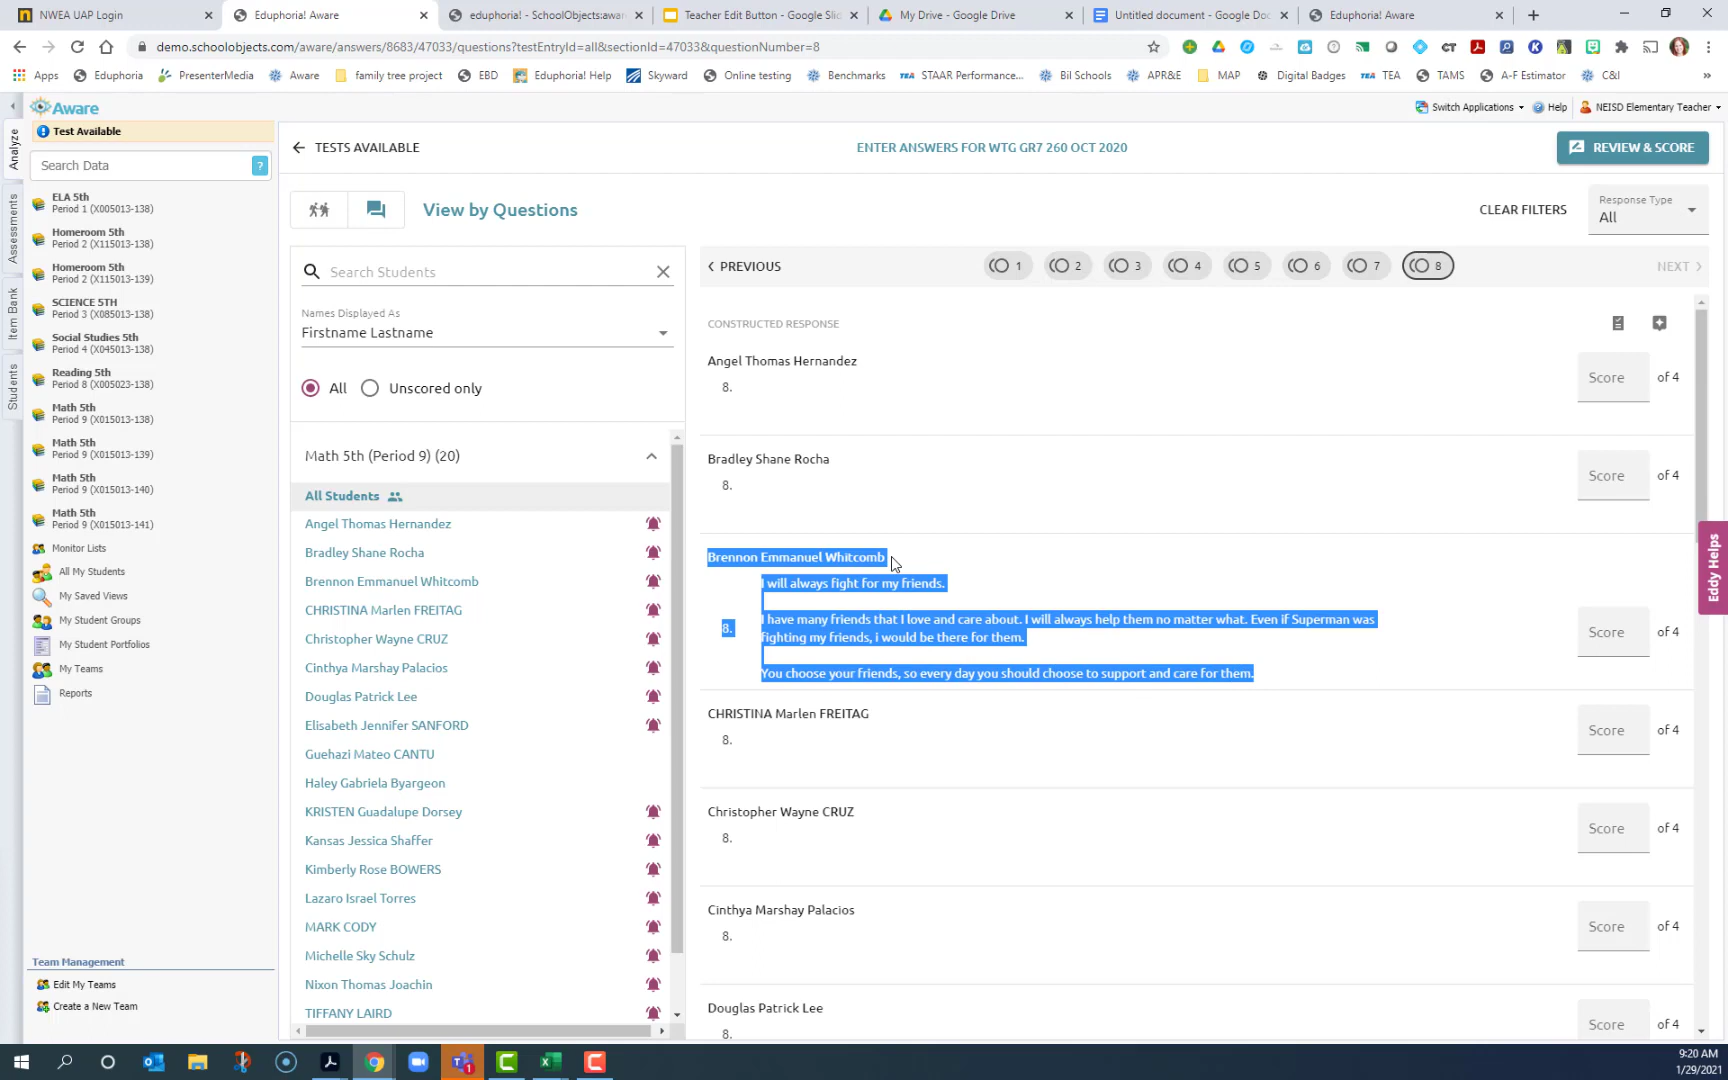 NWEA UAP Login
Eduphoria! Aware
eduphoria! - SchoolObjects:aware
Teacher Edit Button - Google Slid
My Drive - Google Drive
Untitled document - Google Doc
Eduphoria! Aware
demo.schoolobjects.com/aware/answers/8683/47033/questions?testEntryId=all&sectionId=47033&questionNumber=8
Apps
Eduphoria
PresenterMedia
Aware
family tree project
EBD
Eduphoria! Help
Skyward
Online testing
Benchmarks
STAAR Performance...
Bil Schools
APR&E
MAP
Digital Badges
TEA
TAMS
A-F Estimator
C&I
Aware
Switch Applications
Help
NEISD Elementary Teacher
Analyze
Assessments
Item Bank
Students
Test Available
Search Data
?
ELA 5th
Period 1 (X005013-138)
Homeroom 5th
Period 2 (X115013-138)
Homeroom 5th
Period 2 (X115013-139)
SCIENCE 5TH
Period 3 (X085013-138)
Social Studies 5th
Period 4 (X045013-138)
Reading 5th
Period 8 (X005023-138)
Math 5th
Period 9 (X015013-138)
Math 5th
Period 9 (X015013-139)
Math 5th
Period 9 (X015013-140)
Math 5th
Period 9 (X015013-141)
Monitor Lists
All My Students
My Saved Views
My Student Groups
My Student Portfolios
My Teams
Reports
Team Management
Edit My Teams
Create a New Team
TESTS AVAILABLE
ENTER ANSWERS FOR WTG GR7 260 OCT 2020
REVIEW & SCORE
View by Questions
CLEAR FILTERS
Response Type
All
Search Students
Names Displayed As
Firstname Lastname
All
Unscored only
Math 5th (Period 9) (20)
All Students
Angel Thomas Hernandez
Bradley Shane Rocha
Brennon Emmanuel Whitcomb
CHRISTINA Marlen FREITAG
Christopher Wayne CRUZ
Cinthya Marshay Palacios
Douglas Patrick Lee
Elisabeth Jennifer SANFORD
Guehazi Mateo CANTU
Haley Gabriela Byargeon
KRISTEN Guadalupe Dorsey
Kansas Jessica Shaffer
Kimberly Rose BOWERS
Lazaro Israel Torres
MARK CODY
Michelle Sky Schulz
Nixon Thomas Joachin
TIFFANY LAIRD
PREVIOUS
1
2
3
4
5
6
7
8
NEXT
CONSTRUCTED RESPONSE
Angel Thomas Hernandez
8.
Score of 4
Bradley Shane Rocha
8.
Score of 4
Brennon Emmanuel Whitcomb
I will always fight for my friends.
I have many friends that I love and care about. I will always help them no matter what. Even if Superman was
8.
fighting my friends, i would be there for them.
You choose your friends, so every day you should choose to support and care for them.
Score of 4
CHRISTINA Marlen FREITAG
8.
Score of 4
Christopher Wayne CRUZ
8.
Score of 4
Cinthya Marshay Palacios
8.
Score of 4
Douglas Patrick Lee
8.
Score of 4
Eddy Helps
9:20 AM
1/29/2021